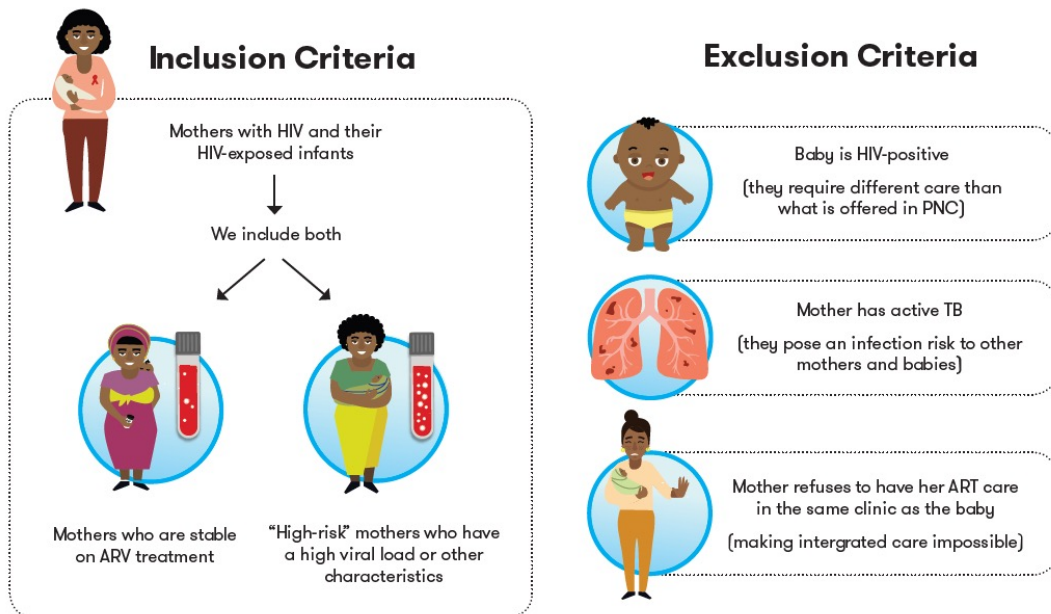 Inclusion Criteria
Mothers with HIV and their
HIV-exposed infants
We include both
Mothers who are stable
on ARV treatment
“High-risk” mothers who have
a high viral load or other
characteristics
Exclusion Criteria
Baby is HIV-positive
(they require different care than
what is offered in PNC)
Mother has active TB
(they pose an infection risk to other
mothers and babies)
Mother refuses to have her ART care
in the same clinic as the baby
(making intergrated care impossible)